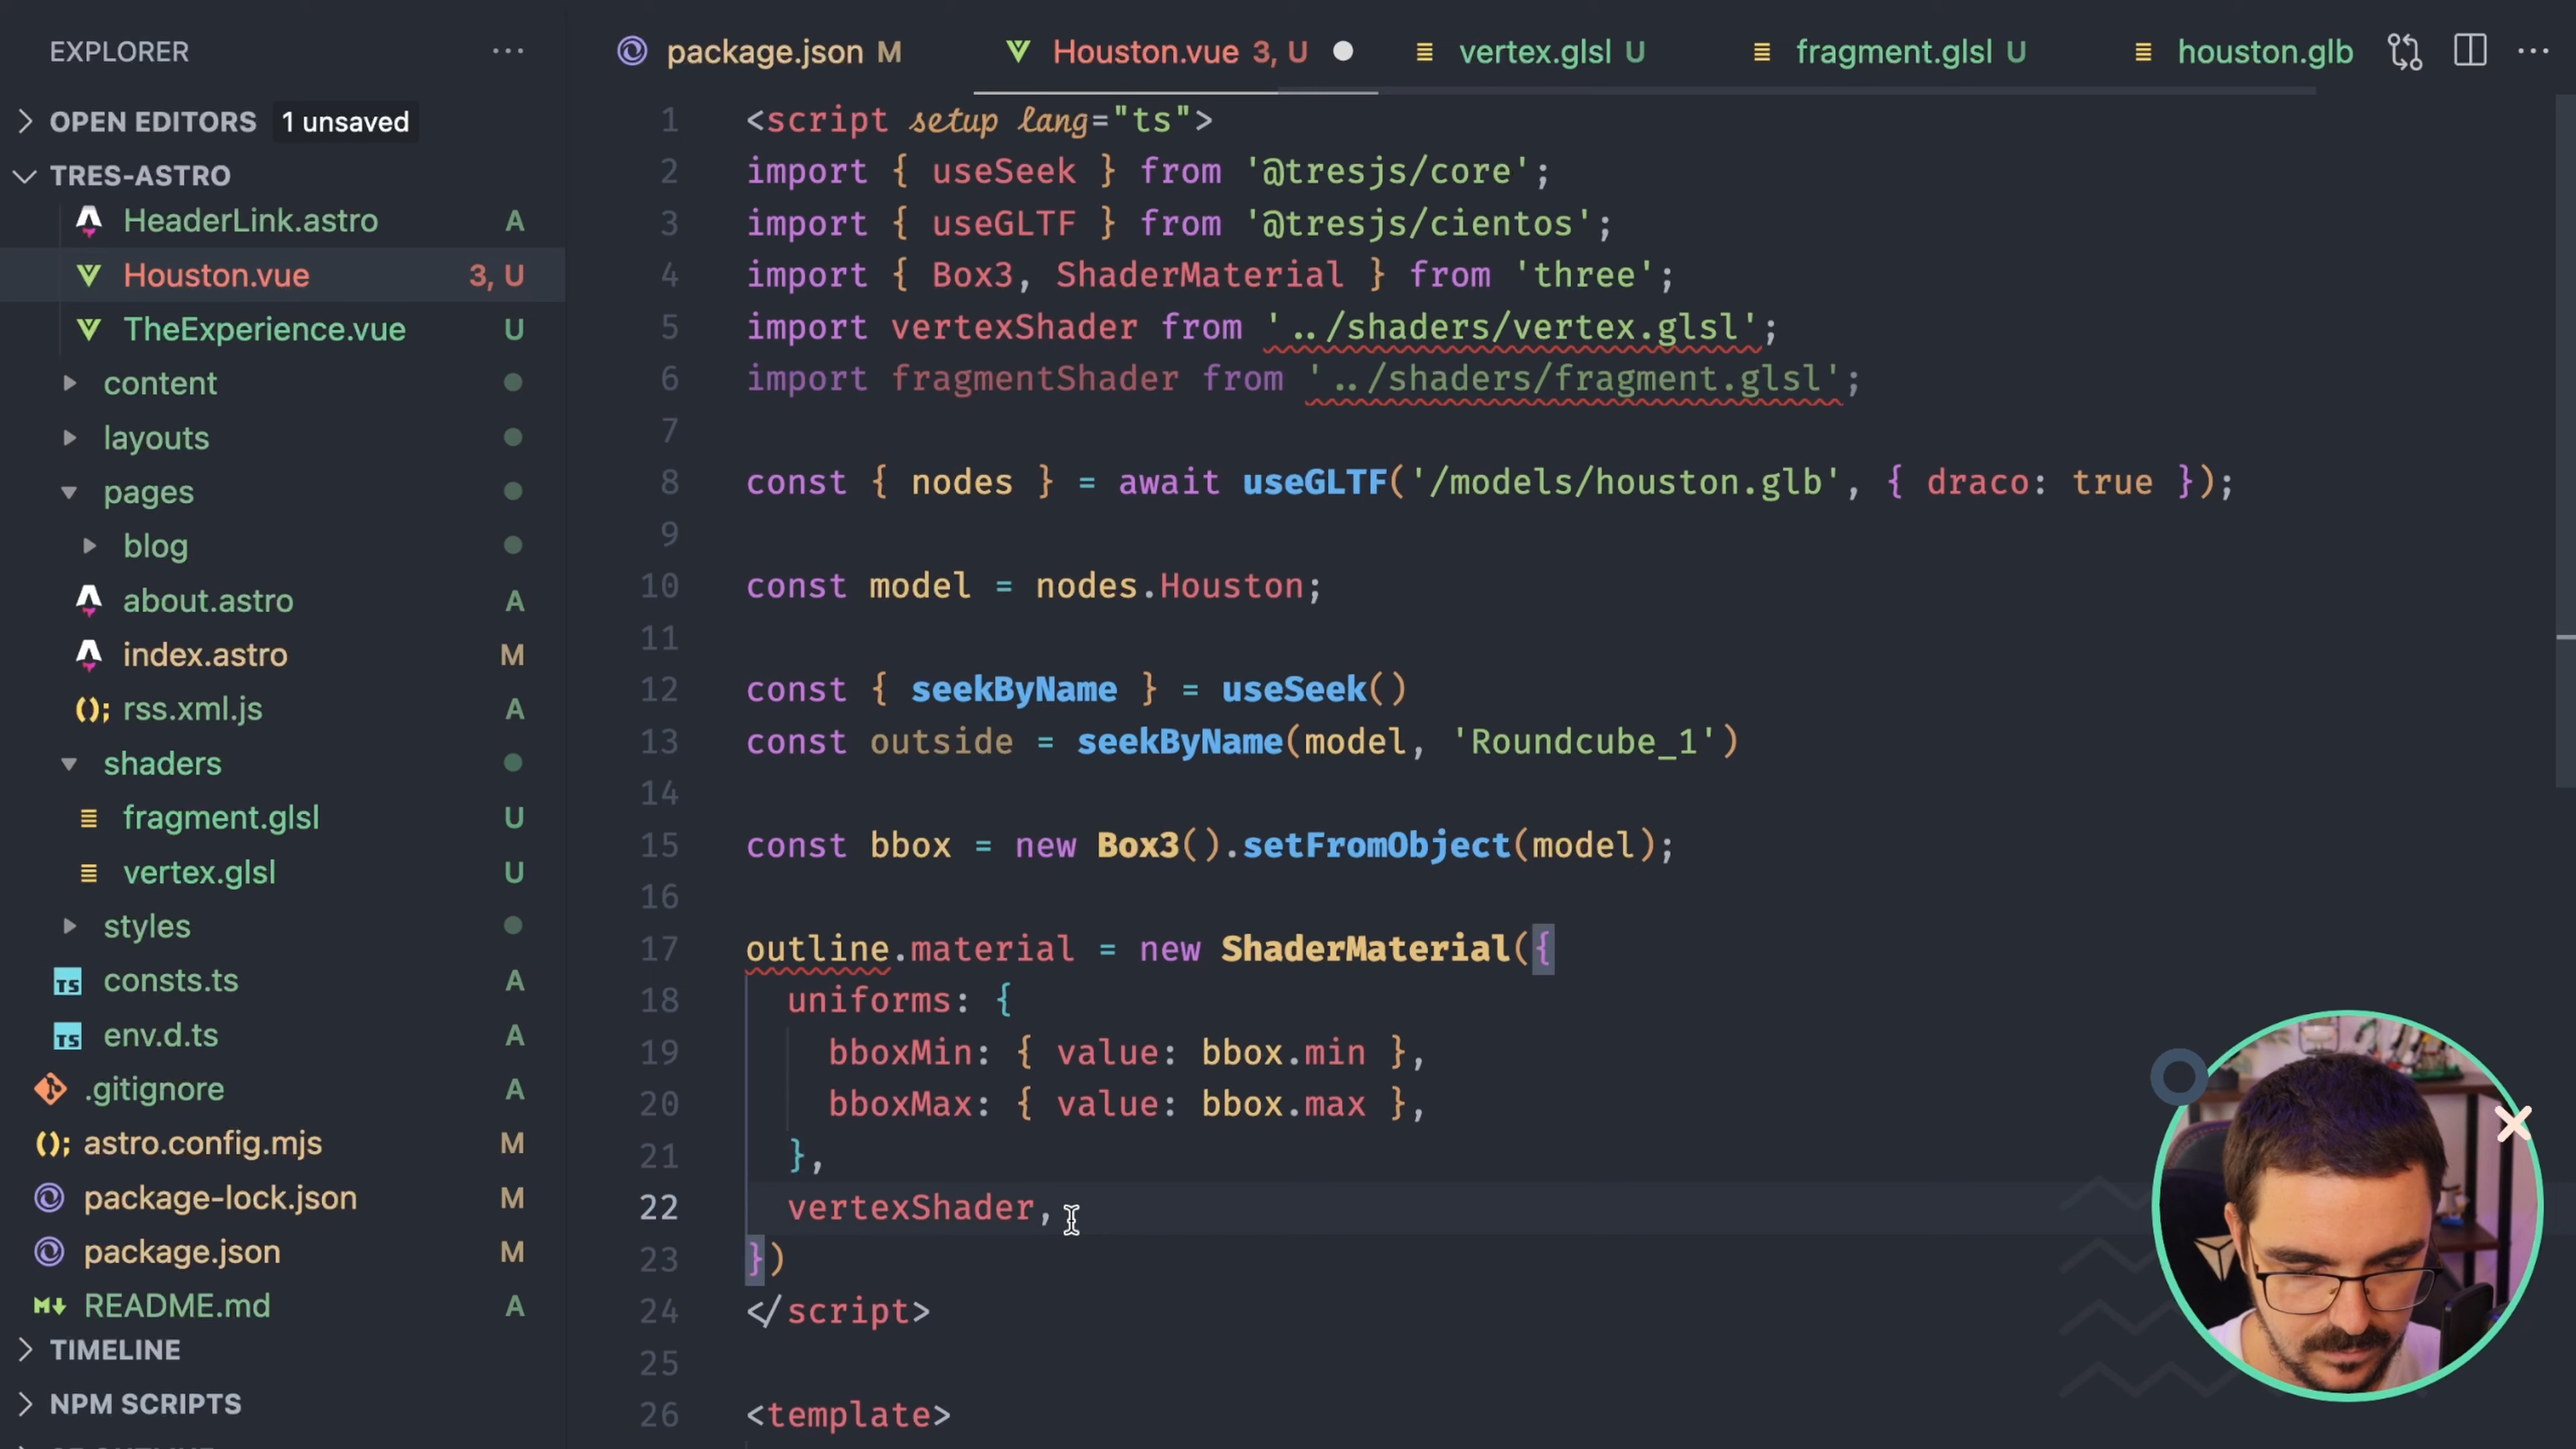 EXPLORER
OPEN EDITORS 1 unsaved
TRES-ASTRO
HeaderLink.astro A
Houston.vue 3, U
TheExperience.vue U
content
layouts
pages
blog
about.astro A
index.astro M
rss.xml.js A
shaders
fragment.glsl U
vertex.glsl U
styles
consts.ts A
env.d.ts A
.gitignore A
astro.config.mjs M
package-lock.json M
package.json M
README.md A
TIMELINE
NPM SCRIPTS
package.json M Houston.vue 3, U vertex.glsl U fragment.glsl U houston.glb
1 <script setup lang="ts">
2 import { useSeek } from '@tresjs/core';
3 import { useGLTF } from '@tresjs/cientos';
4 import { Box3, ShaderMaterial } from 'three';
5 import vertexShader from '../shaders/vertex.glsl';
6 import fragmentShader from '../shaders/fragment.glsl';
7
8 const { nodes } = await useGLTF('/models/houston.glb', { draco: true });
9
10 const model = nodes.Houston;
11
12 const { seekByName } = useSeek()
13 const outside = seekByName(model, 'Roundcube_1')
14
15 const bbox = new Box3().setFromObject(model);
16
17 outline.material = new ShaderMaterial({
18 uniforms: {
19 bboxMin: { value: bbox.min },
20 bboxMax: { value: bbox.max },
21 },
22 vertexShader,
23 })
24 </script>
25
26 <template>